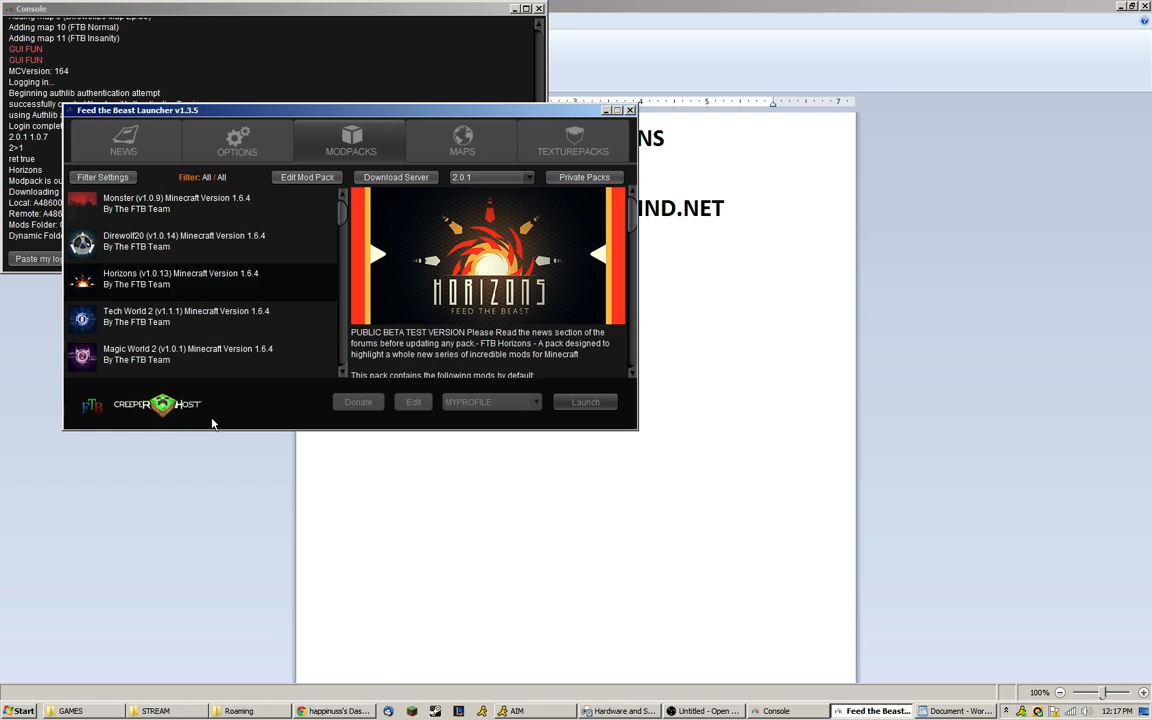 Console
Adding map 10 (FTB Normal)
Adding map 11 (FTB Insanity)
GUI FUN
GUI FUN
MCVersion: 164
Logging in...
Beginning authlib authentication attempt
using Authlib
Login complet
2.0.1 1.0.7
2>1
ret true
Horizons
Modpack is ou
Downloading
Local: A48600
Remote: A486
Mods Folder: C
Dynamic Folde
Paste my log
5
7
NS
IND.NET
Feed the Beast Launcher v1.3.5
NEWS
OPTIONS
MODPACKS
MAPS
TEXTUREPACKS
Filter Settings
Filter: All / All
Edit Mod Pack
Download Server
2.0.1
Private Packs
Monster (v1.0.9) Minecraft Version 1.6.4
By The FTB Team
Direwolf20 (v1.0.14) Minecraft Version 1.6.4
By The FTB Team
Horizons (v1.0.13) Minecraft Version 1.6.4
By The FTB Team
Tech World 2 (v1.1.1) Minecraft Version 1.6.4
By The FTB Team
Magic World 2 (v1.0.1) Minecraft Version 1.6.4
By The FTB Team
HORIZONS
FEED THE BEAST
PUBLIC BETA TEST VERSION Please Read the news section of the
forums before updating any pack.- FTB Horizons - A pack designed to
highlight a whole new series of incredible mods for Minecraft
This pack contains the following mods by default:
FTB
CREEPER HOST
Donate
Edit
MYPROFILE
Launch
100%
Start
GAMES
STREAM
Roaming
happinuss's Das...
AIM
Hardware and S...
Untitled - Open ...
Console
Feed the Beast...
Document - Wor...
12:17 PM